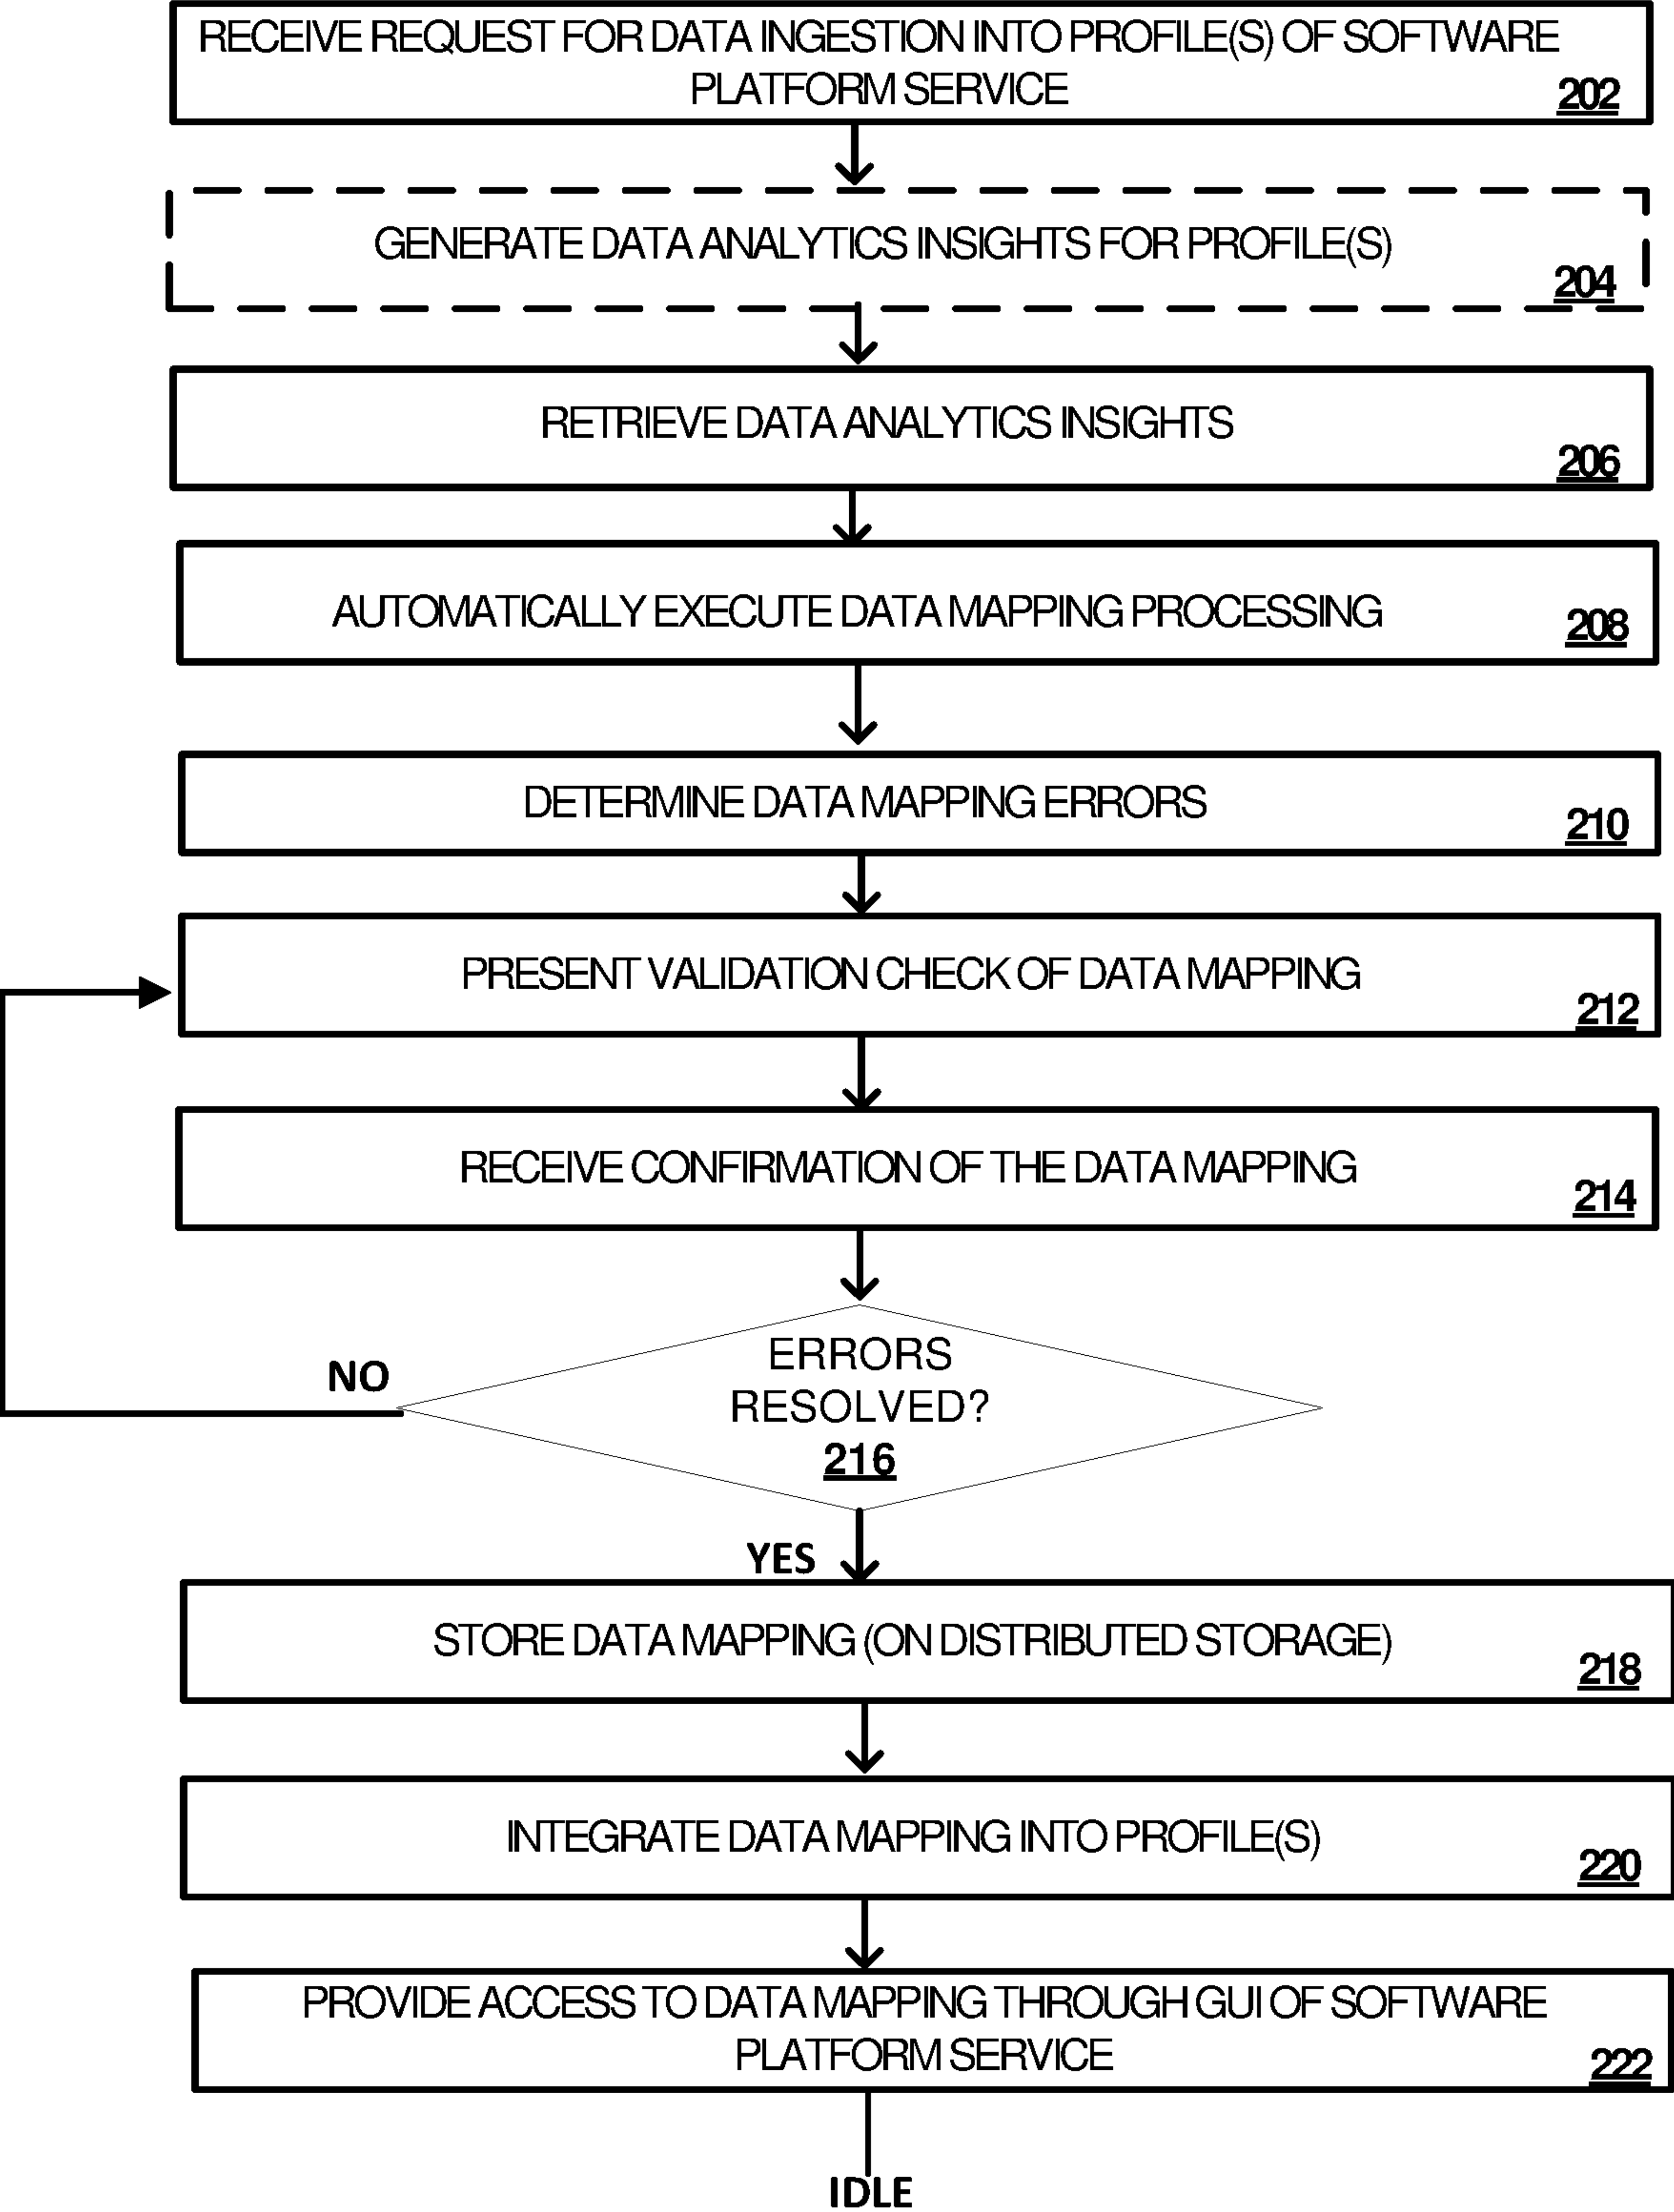 RECEIVE REQUEST FOR DATA INGESTION INTO PROFILE(S) OF SOFTWARE
PLATFORM SERVICE
202
GENERATE DATA ANALYTICS INSIGHTS FOR PROFILE(S)
204
RETRIEVE DATA ANALYTICS INSIGHTS
206
AUTOMATICALLY EXECUTE DATA MAPPING PROCESSING
208
DETERMINE DATA MAPPING ERRORS
210
PRESENT VALIDATION CHECK OF DATA MAPPING
212
RECEIVE CONFIRMATION OF THE DATA MAPPING
214
ERRORS
NO
RESOLVED?
216
YES
STORE DATA MAPPING (ON DISTRIBUTED STORAGE)
218
INTEGRATE DATA MAPPING INTO PROFILE(S)
220
PROVIDE ACCESS TO DATA MAPPING THROUGH GUI OF SOFTWARE
PLATFORM SERVICE
222
IDLE